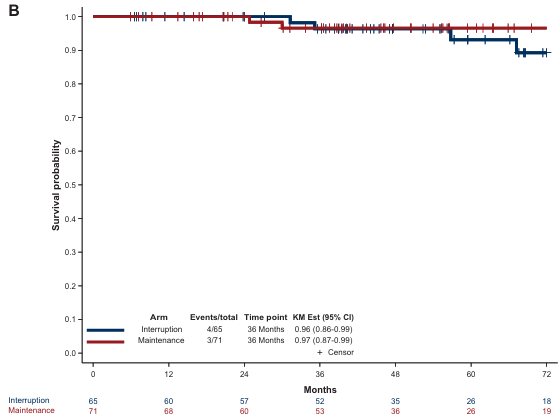 B
1.0
0.9
0.8
0.7
0.6
0.5
0.4
0.3
0.2
0.1
0.0
Survival probability
Arm Events/total Time point KM Est (95% CI)
Interruption 4/65 36 Months 0.96 (0.86-0.99)
Maintenance 3/71 36 Months 0.97 (0.87-0.99)
+ Censor
0 12 24 36 48 60 72
Months
Interruption 65 60 57 52 35 26 18
Maintenance 71 68 60 53 36 26 19